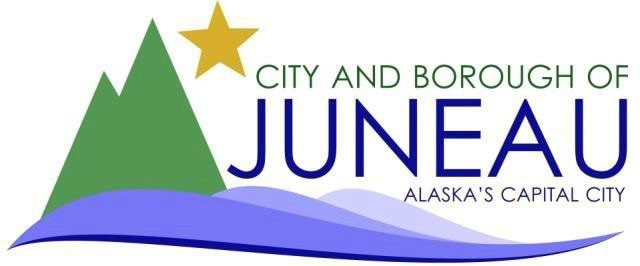 CITY AND BOROUGH OF
JUNEAU
ALASKA'S CAPITAL CITY